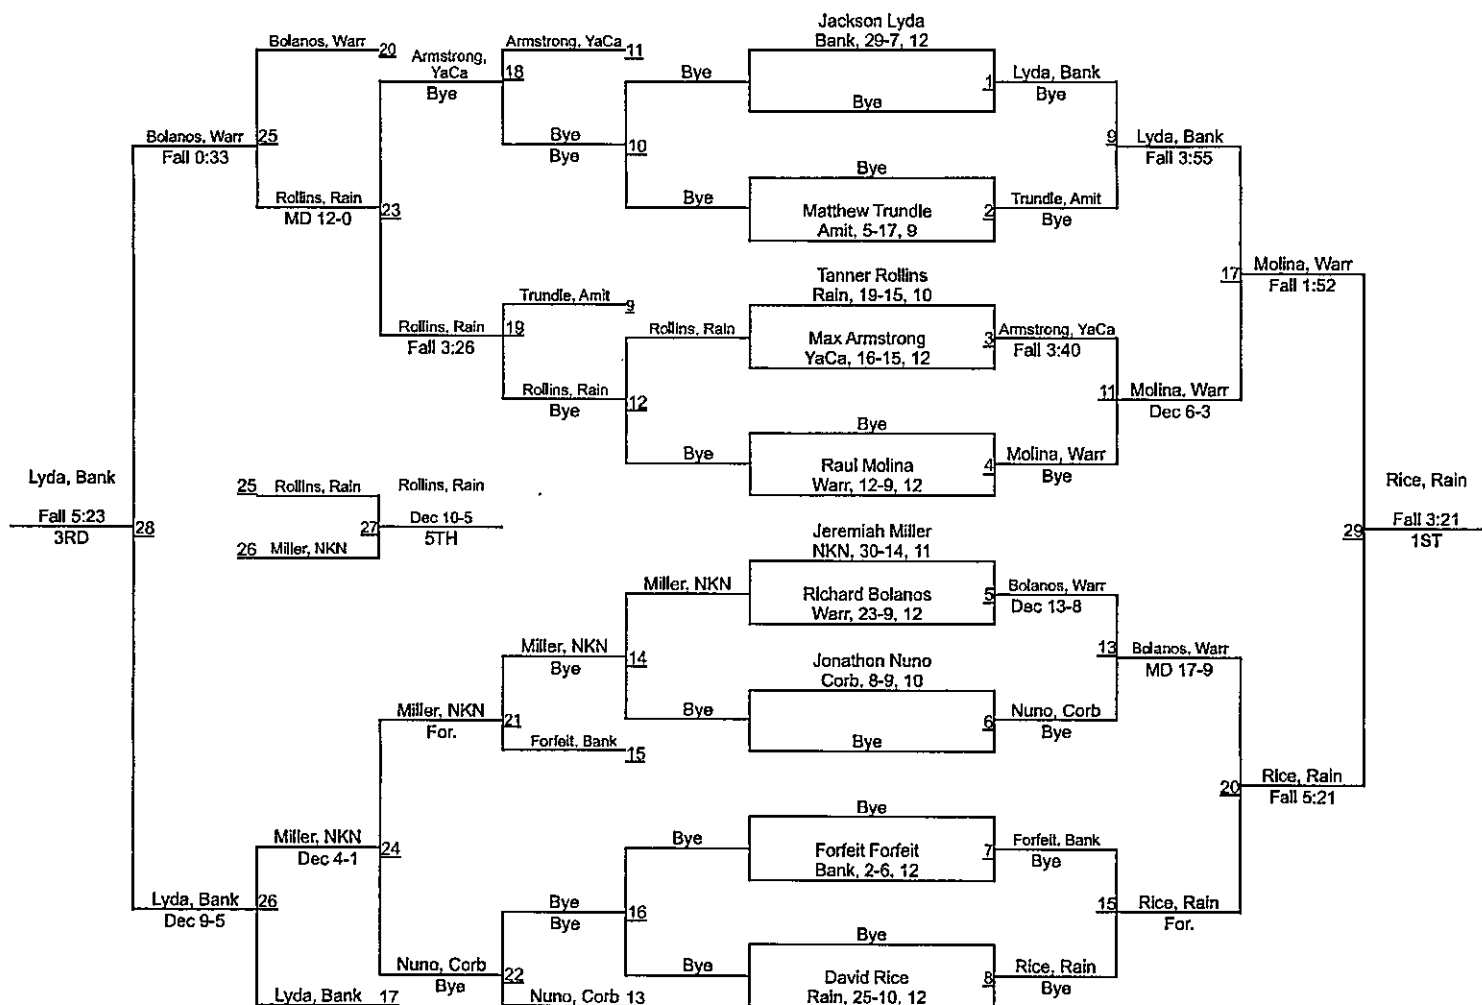 Jackson Lyda
Bank, 29-7, 12
Bolanos, Warr 20
Armstrong, YaCa 11
Armstrong,
YaCa 18
Bye
Bye
1 Lyda, Bank
Bye
Bye
Bolanos, Warr 25
Fall 0:33
Bye 10
Bye
9 Lyda, Bank
Fall 3:55
Bye
Rollins, Rain 23
MD 12-0
Bye
Matthew Trundle
Amit, 5-17, 9
2 Trundle, Amit
Bye
Tanner Rollins
Rain, 19-15, 10
17 Molina, Warr
Fall 1:52
Trundle, Amit 9
Rollins, Rain 19
Fall 3:26
Rollins, Rain
Max Armstrong
YaCa, 16-15, 12
3 Armstrong, YaCa
Fall 3:40
Rollins, Rain 12
Bye
11 Molina, Warr
Dec 6-3
Bye
Bye
Raul Molina
Warr, 12-9, 12
4 Molina, Warr
Bye
Lyda, Bank
Fall 5:23 28
3RD
25 Rollins, Rain
26 Miller, NKN
Rollins, Rain
27 Dec 10-5
5TH
Rice, Rain
29 Fall 3:21
1ST
Jeremiah Miller
NKN, 30-14, 11
Miller, NKN
Richard Bolanos
Warr, 23-9, 12
5 Bolanos, Warr
Dec 13-8
Miller, NKN 14
Bye
Jonathon Nuno
Corb, 8-9, 10
13 Bolanos, Warr
MD 17-9
Miller, NKN 21
For.
Bye
6 Nuno, Corb
Bye
Bye
Forfeit, Bank 15
20 Rice, Rain
Fall 5:21
Bye
Miller, NKN 24
Dec 4-1
Bye
Forfeit Forfeit
Bank, 2-6, 12
7 Forfeit, Bank
Bye
Lyda, Bank 26
Dec 9-5
Bye 16
Bye
15 Rice, Rain
For.
Bye
Nuno, Corb 22
Bye
Bye
David Rice
Rain, 25-10, 12
8 Rice, Rain
Bye
Lyda, Bank 17
Nuno, Corb 13